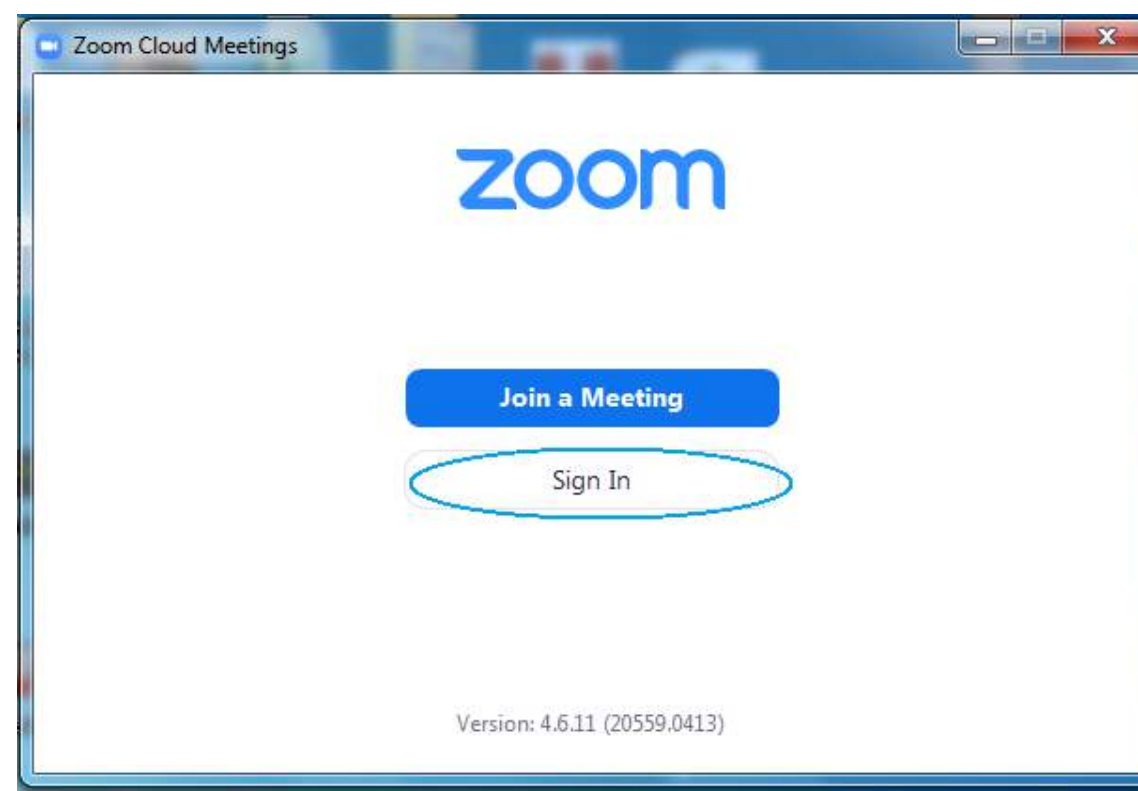 Zoom Cloud Meetings
zoom
Join a Meeting
Sign In
Version: 4.6.11 (20559.0413)